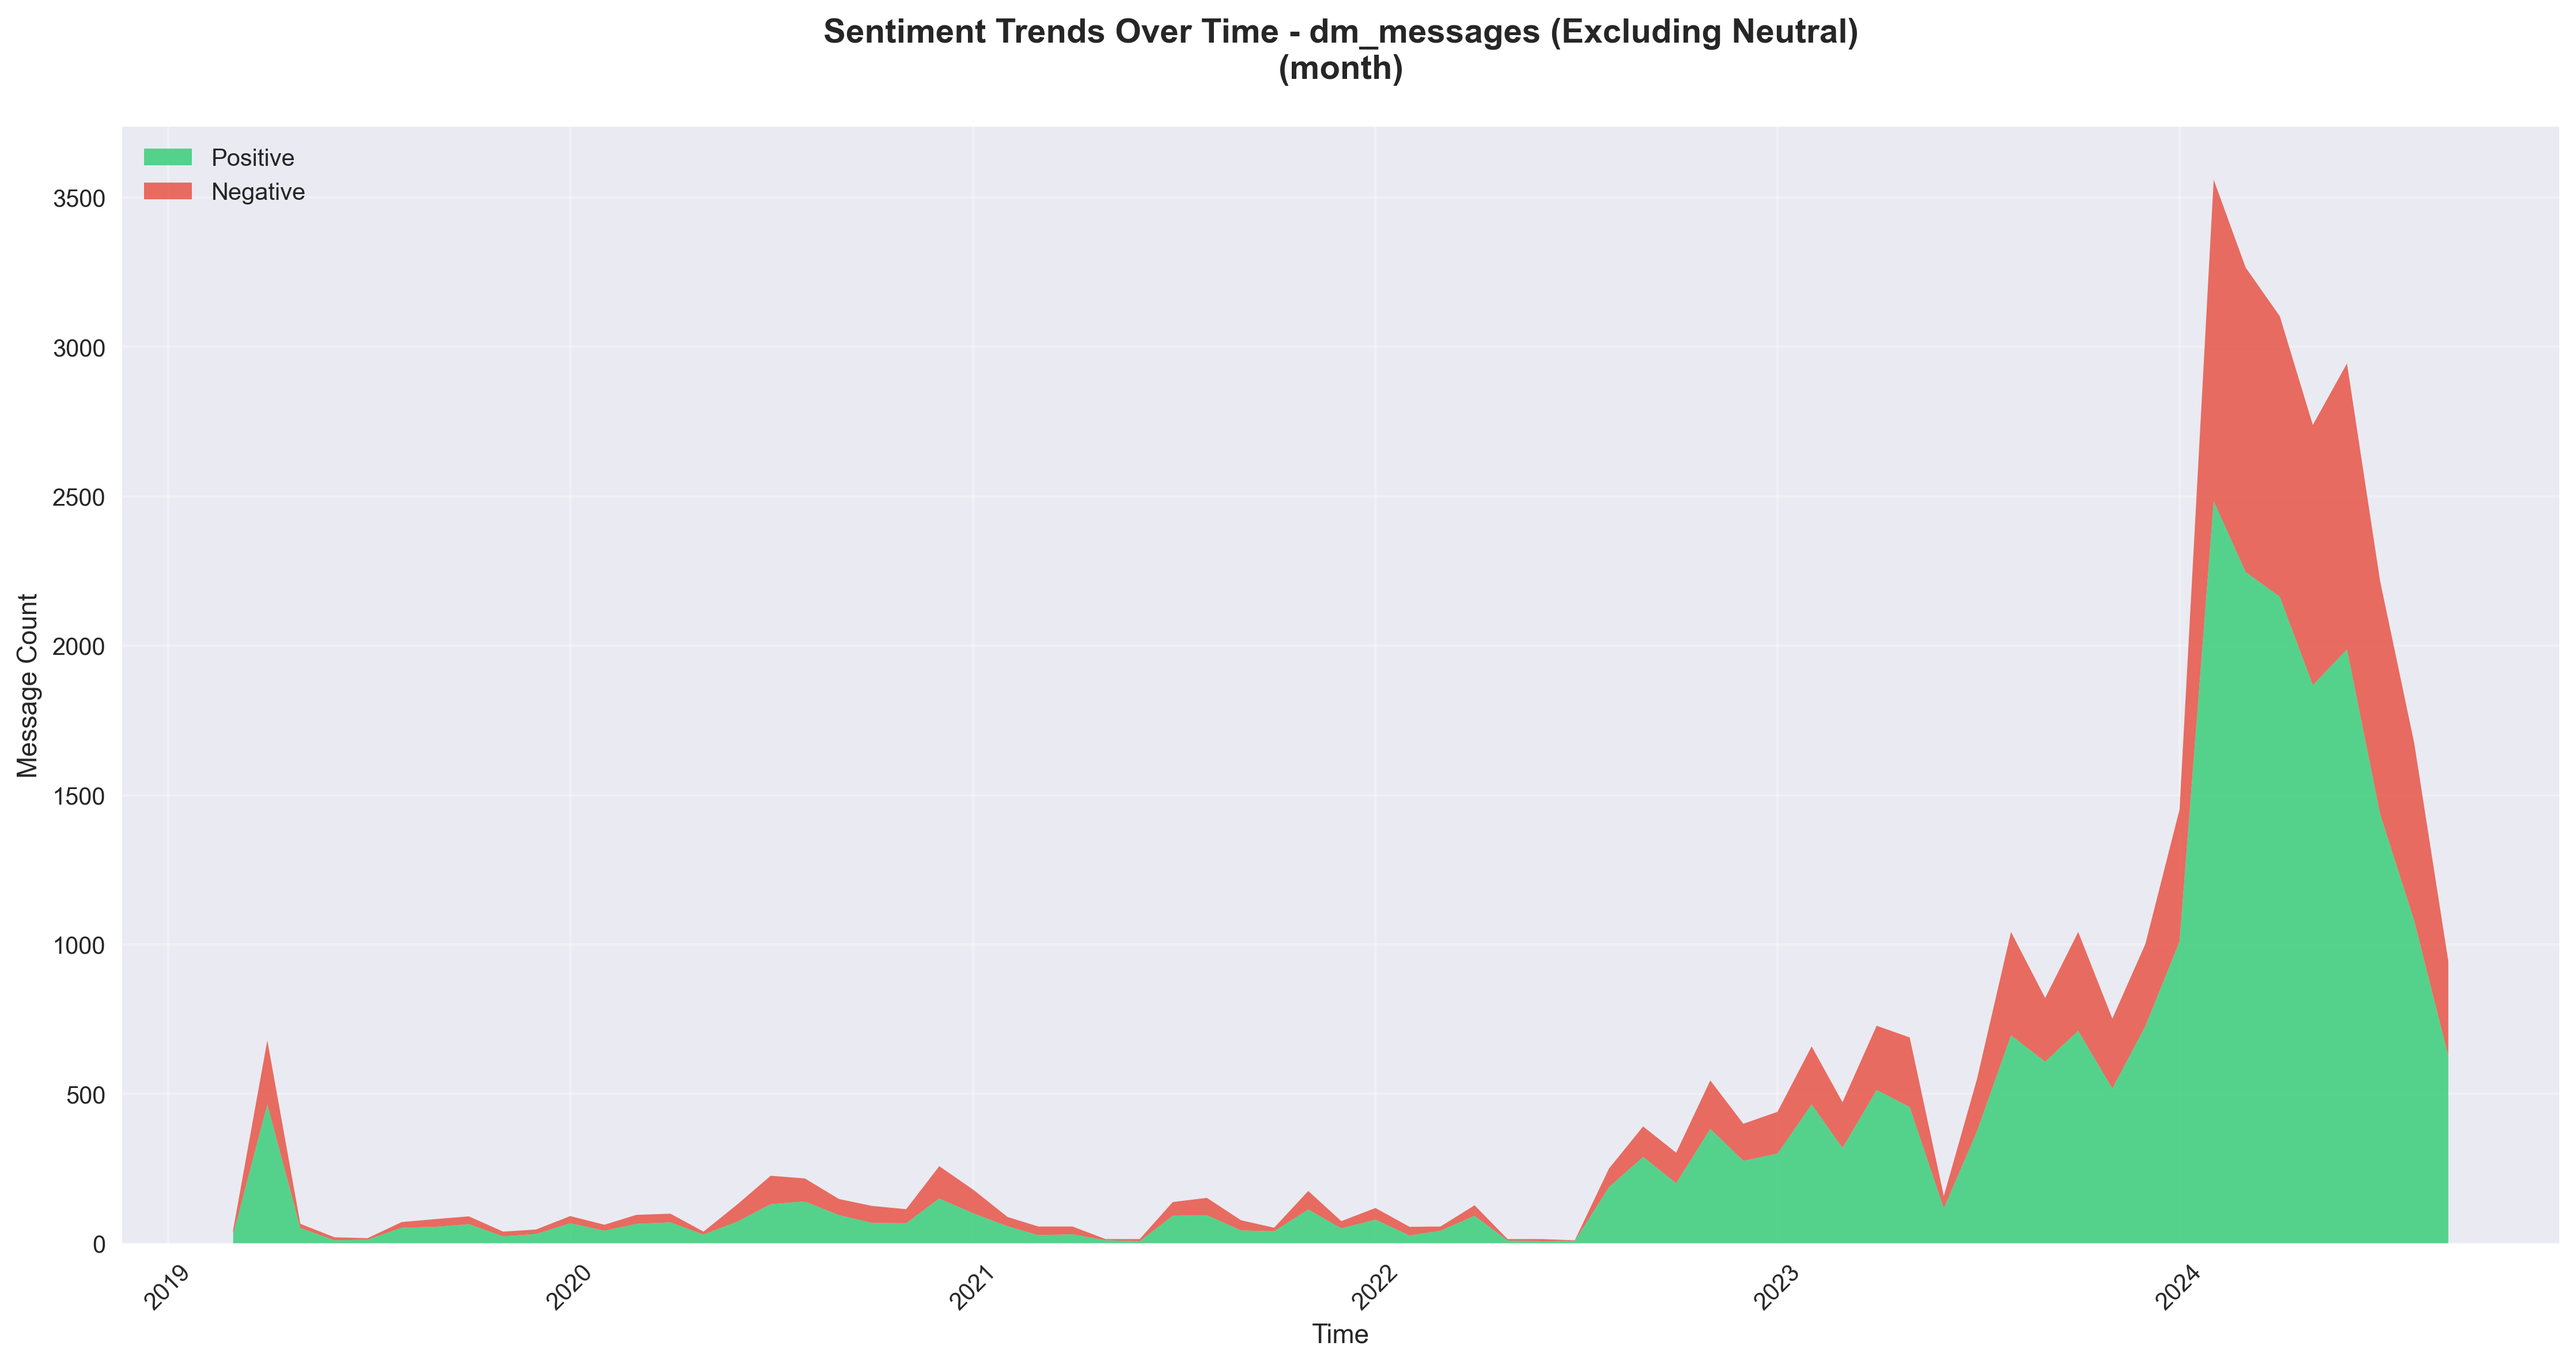 Sentiment Trends Over Time - dm_messages (Excluding Neutral)
(month)
Positive
Negative
3500
3000
2500
2000
1500
1000
500
0
Message Count
2019
2020
2021
2022
2023
2024
Time